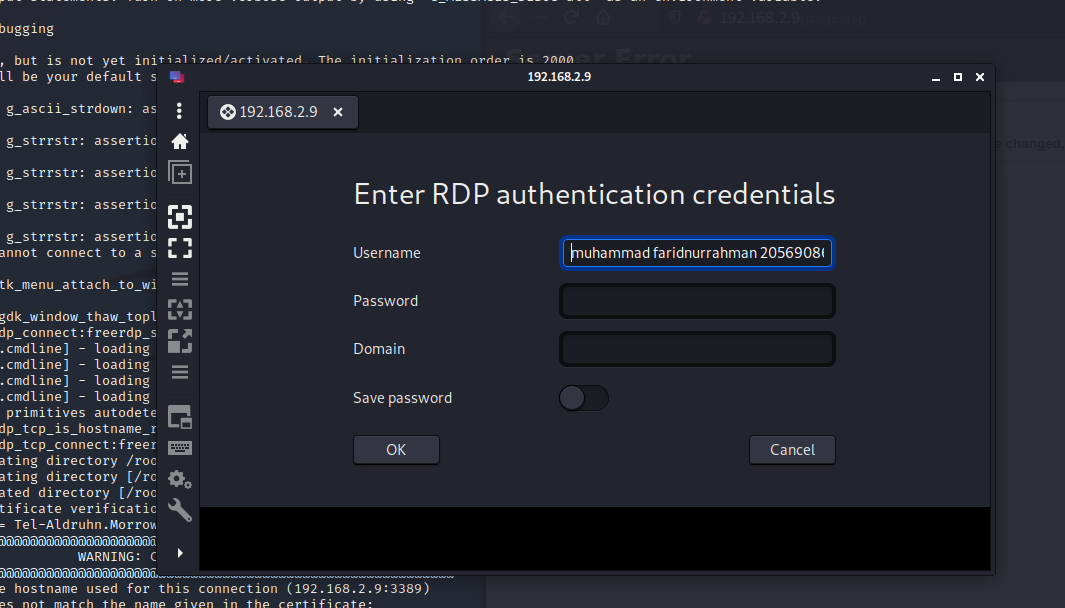 bugging
192.168.2.9
Server Error
, but is not yet initialized/activated. The initialization order is 2000.
ll be your default s
192.168.2.9
g_ascii_strdown: as
192.168.2.9
g_strrstr: assertio
e changed,
g_strrstr: assertio
Enter RDP authentication credentials
g_strrstr: assertio
g_strrstr: assertio
annot connect to a s
Username
muhammad faridnurrahman 2056908
tk_menu_attach_to_wi
Password
gdk_window_thaw_topl
dp_connect:freerdp_s
.cmdline] - loading
Domain
.cmdline] - loading
.cmdline] - loading
.cmdline] - loading
Save password
primitives autodete
dp_tcp_is_hostname_r
dp_tcp_connect:freer
OK
Cancel
ating directory /roo
ating directory [/ro
ated directory [/roo
tificate verificatio
= Tel-Aldruhn.Morrow
WARNING: C
e hostname used for this connection (192.168.2.9:3389)
es not match the name given in the certificate: